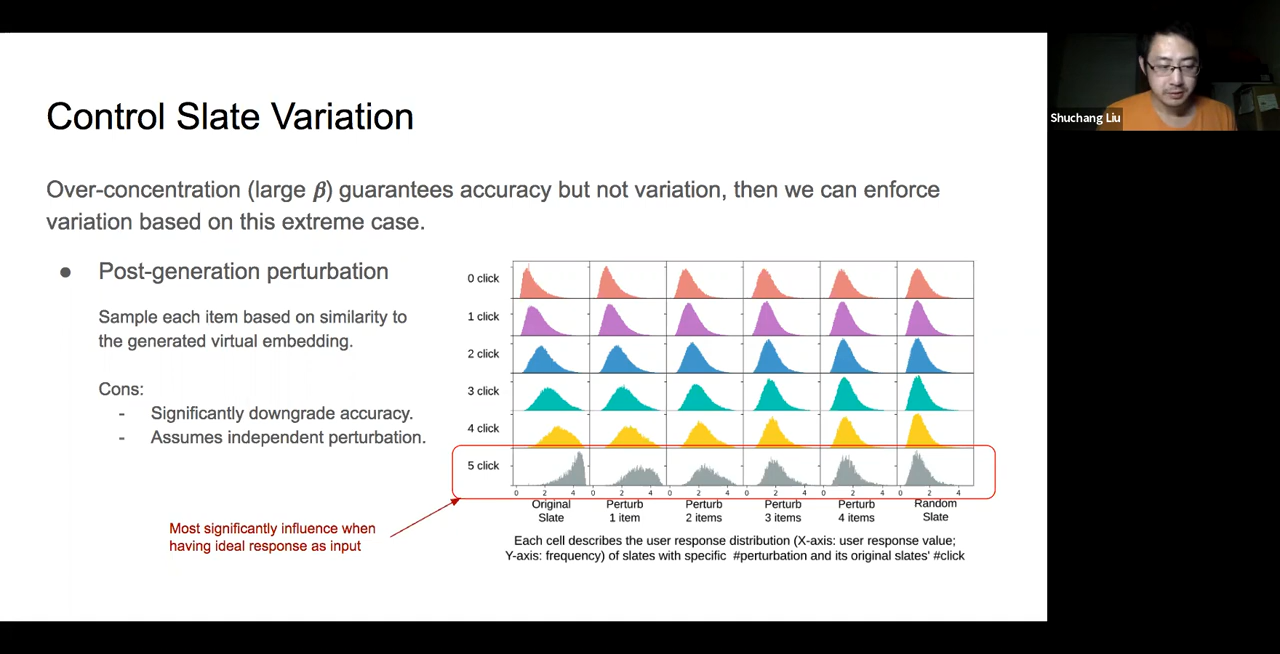 Control Slate Variation
Shuchang Liu
Over-concentration (large β) guarantees accuracy but not variation, then we can enforce
variation based on this extreme case.
● Post-generation perturbation
Sample each item based on similarity to
the generated virtual embedding.
Cons:
- Significantly downgrade accuracy.
- Assumes independent perturbation.
Most significantly influence when
having ideal response as input
0 click
1 click
2 click
3 click
4 click
5 click
0 2 4 0 2 4 0 2 4 0 2 4 0 2 4 0 2 4
Original Slate
Perturb 1 item
Perturb 2 items
Perturb 3 items
Perturb 4 items
Random Slate
Each cell describes the user response distribution (X-axis: user response value;
Y-axis: frequency) of slates with specific #perturbation and its original slates' #click